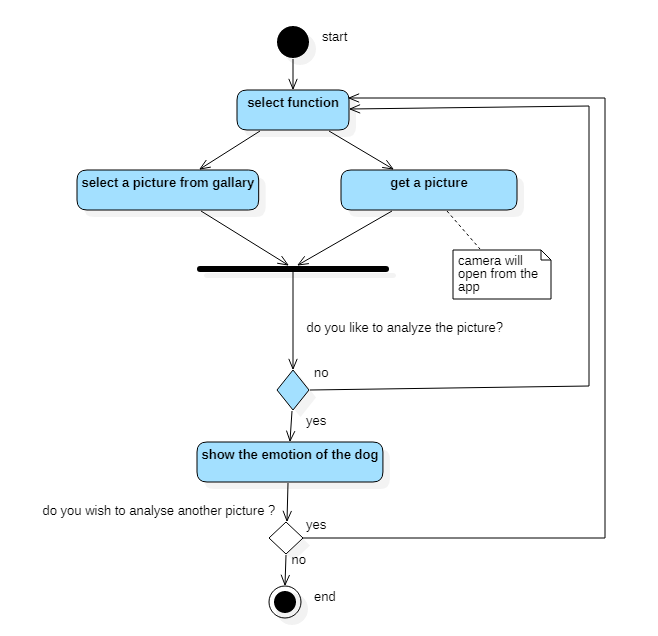 start
select function
select a picture from gallary
get a picture
camera will
open from the
app
do you like to analyze the picture?
no
yes
show the emotion of the dog
do you wish to analyse another picture ?
yes
no
end